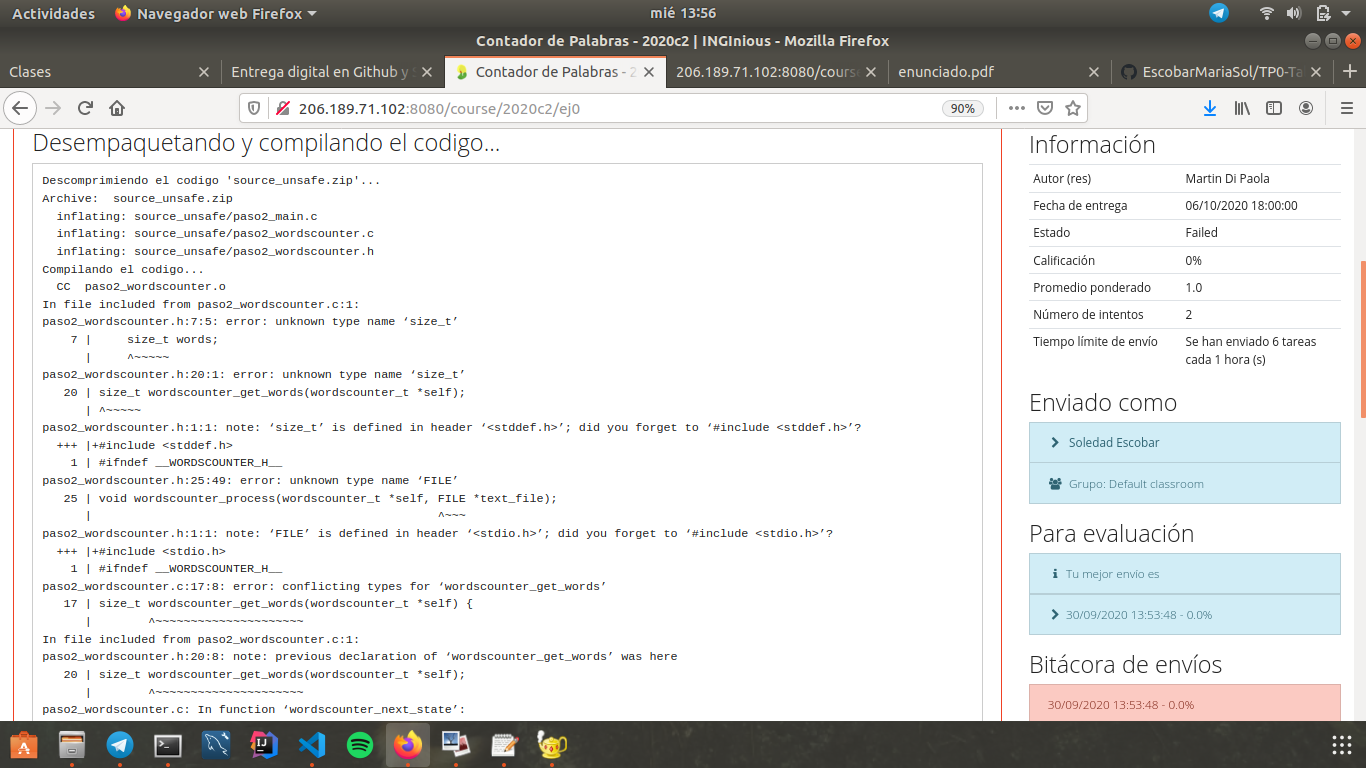 Actividades
Navegador web Firefox
mié 13:56
Contador de Palabras - 2020c2 | INGInious - Mozilla Firefox
Clases
Entrega digital en Github y
Contador de Palabras - 2
206.189.71.102:8080/cours
enunciado.pdf
EscobarMariaSol/TP0-Ta
206.189.71.102:8080/course/2020c2/ej0
90%
Desempaquetando y compilando el codigo...
Descomprimiendo el codigo 'source_unsafe.zip'...
Archive:  source_unsafe.zip
  inflating: source_unsafe/paso2_main.c
  inflating: source_unsafe/paso2_wordscounter.c
  inflating: source_unsafe/paso2_wordscounter.h
Compilando el codigo...
  CC  paso2_wordscounter.o
In file included from paso2_wordscounter.c:1:
paso2_wordscounter.h:7:5: error: unknown type name ‘size_t’
    7 |     size_t words;
      |     ^~~~~~
paso2_wordscounter.h:20:1: error: unknown type name ‘size_t’
   20 | size_t wordscounter_get_words(wordscounter_t *self);
      | ^~~~~~
paso2_wordscounter.h:1:1: note: ‘size_t’ is defined in header ‘<stddef.h>’; did you forget to ‘#include <stddef.h>’?
  +++ |+#include <stddef.h>
    1 | #ifndef __WORDSCOUNTER_H__
paso2_wordscounter.h:25:49: error: unknown type name ‘FILE’
   25 | void wordscounter_process(wordscounter_t *self, FILE *text_file);
      |                                                 ^~~~
paso2_wordscounter.h:1:1: note: ‘FILE’ is defined in header ‘<stdio.h>’; did you forget to ‘#include <stdio.h>’?
  +++ |+#include <stdio.h>
    1 | #ifndef __WORDSCOUNTER_H__
paso2_wordscounter.c:17:8: error: conflicting types for ‘wordscounter_get_words’
   17 | size_t wordscounter_get_words(wordscounter_t *self) {
      |        ^~~~~~~~~~~~~~~~~~~~~~
In file included from paso2_wordscounter.c:1:
paso2_wordscounter.h:20:8: note: previous declaration of ‘wordscounter_get_words’ was here
   20 | size_t wordscounter_get_words(wordscounter_t *self);
      |        ^~~~~~~~~~~~~~~~~~~~~~
paso2_wordscounter.c: In function ‘wordscounter_next_state’:
Información
Autor (res) Martin Di Paola
Fecha de entrega 06/10/2020 18:00:00
Estado Failed
Calificación 0%
Promedio ponderado 1.0
Número de intentos 2
Tiempo límite de envío Se han enviado 6 tareas
cada 1 hora (s)
Enviado como
Soledad Escobar
Grupo: Default classroom
Para evaluación
Tu mejor envío es
30/09/2020 13:53:48 - 0.0%
Bitácora de envíos
30/09/2020 13:53:48 - 0.0%